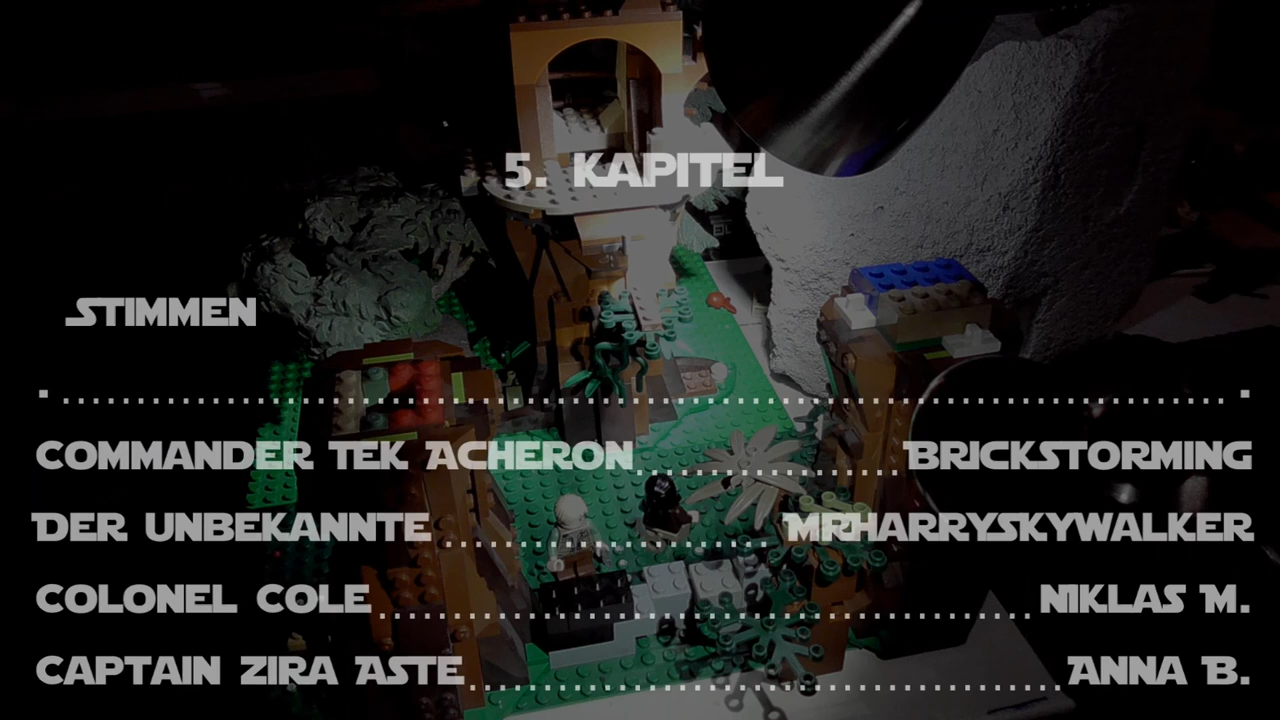 5. KAPITEL
STIMMEN
COMMANDER TEK ACHERON BRICKSTORMING
DER UNBEKANNTE MRHARRYSKYWALKER
COLONEL COLE NIKLAS M.
CAPTAIN ZIRA ASTE ANNA B.